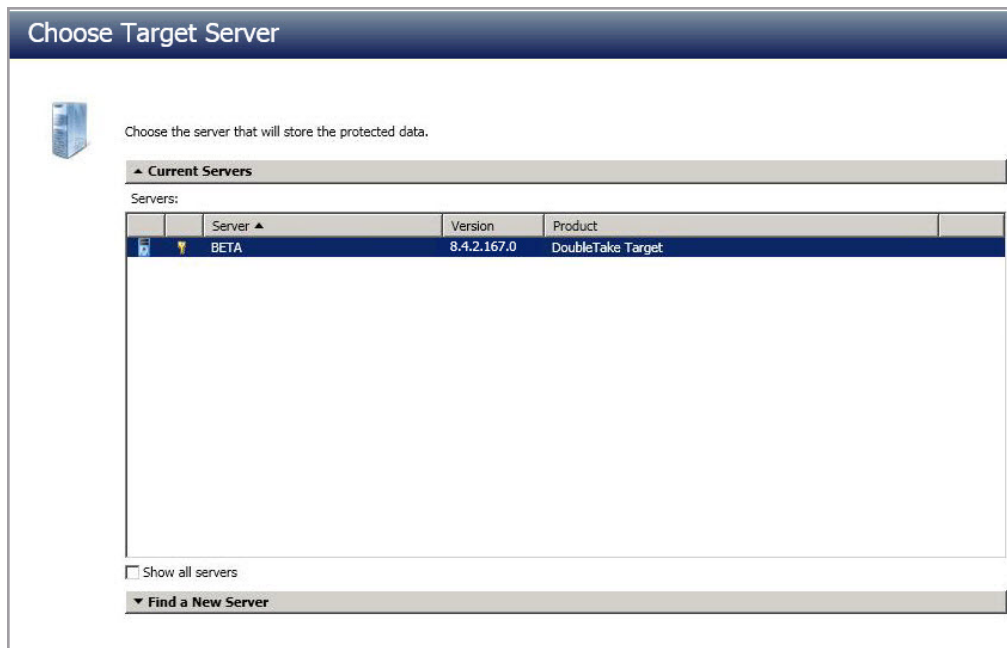 Choose Target Server
Choose the server that will store the protected data.
Current Servers
Servers:
Server Version Product
BETA 8.4.2.167.0 DoubleTake Target
Show all servers
Find a New Server